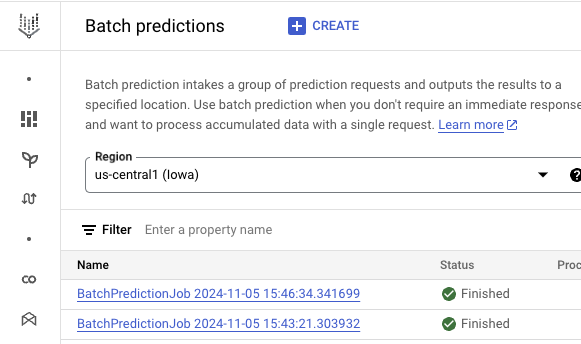 Batch predictions
CREATE
Batch prediction intakes a group of prediction requests and outputs the results to a
specified location. Use batch prediction when you don't require an immediate response
and want to process accumulated data with a single request. Learn more
Region
us-central1 (Iowa)
Filter Enter a property name
Name Status Proc
BatchPredictionJob 2024-11-05 15:46:34.341699 Finished
BatchPredictionJob 2024-11-05 15:43:21.303932 Finished